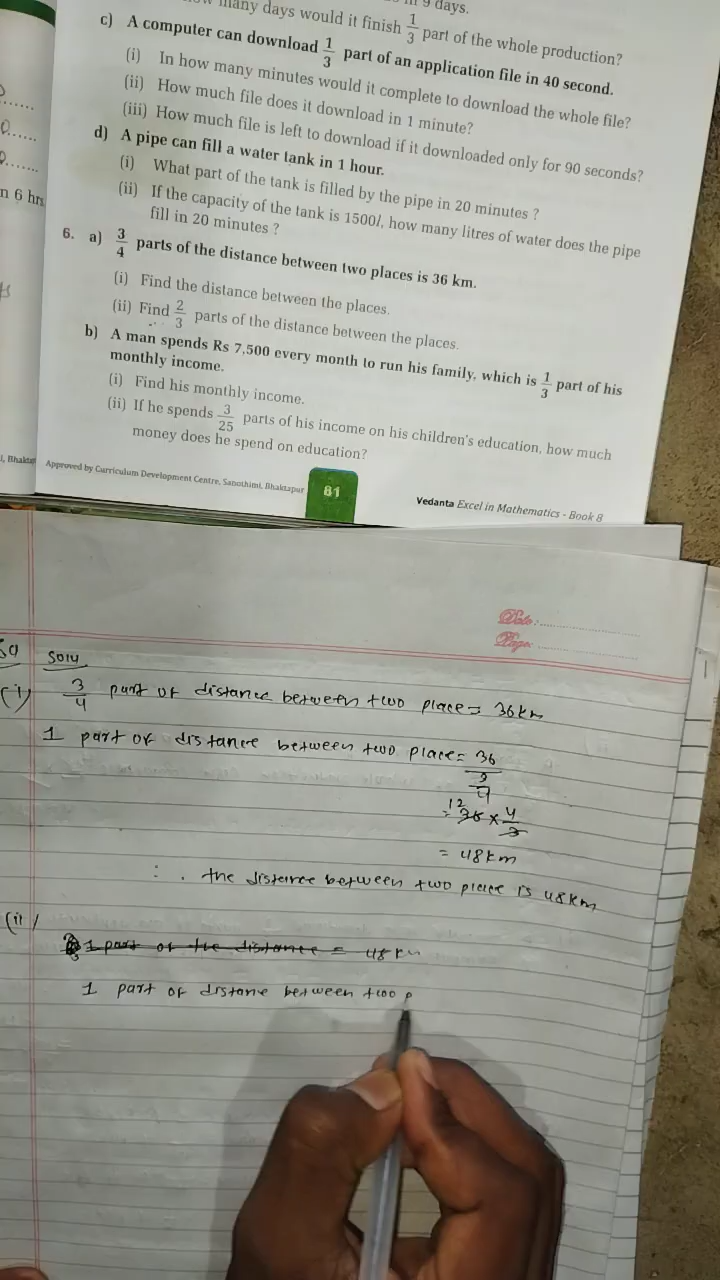 many days would it finish 1/3 part of the whole production?
9 days.
c) A computer can download 1/3 part of an application file in 40 second.
(i) In how many minutes would it complete to download the whole file?
(ii) How much file does it download in 1 minute?
(iii) How much file is left to download if it downloaded only for 90 seconds?
d) A pipe can fill a water tank in 1 hour.
(i) What part of the tank is filled by the pipe in 20 minutes ?
(ii) If the capacity of the tank is 1500l, how many litres of water does the pipe
fill in 20 minutes ?
n 6 hrs
6. a) 3/4 parts of the distance between two places is 36 km.
(i) Find the distance between the places.
(ii) Find 2/3 parts of the distance between the places.
b) A man spends Rs 7,500 every month to run his family, which is 1/3 part of his
monthly income.
(i) Find his monthly income.
(ii) If he spends 3/25 parts of his income on his children's education, how much
money does he spend on education?
Approved by Curriculum Development Centre, Sanothimi, Bhaktapur
81
Vedanta Excel in Mathematics - Book 8
Date:
Page:
Solu
(i) 3/4 part of distance between two place = 36km
1 part of distance between two place = 36
3/4
= 12 36 × 4/3
= 48km
∴ the distance between two place is 48km
(ii)
1 part of the distance = 48km
1 part of distane between two p